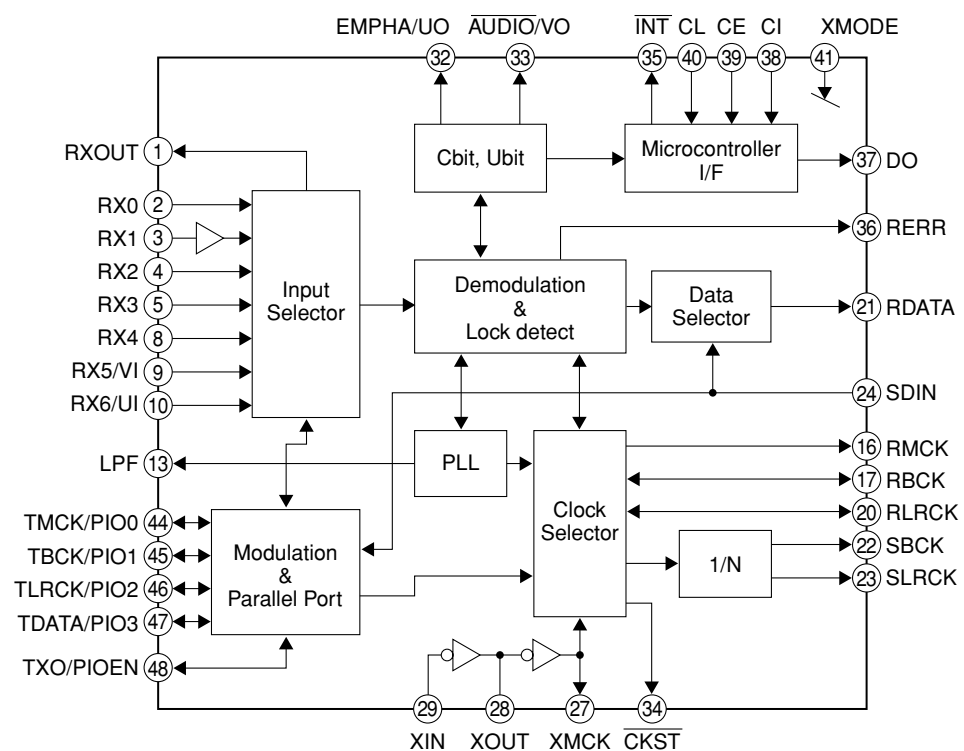 EMPHA/UO A̅U̅D̅I̅O̅/VO I̅N̅T̅ CL CE CI XMODE
32 33 35 40 39 38 41
RXOUT 1
Cbit, Ubit
Microcontroller
I/F
37 DO
RX0 2
RX1 3
RX2 4
RX3 5
RX4 8
RX5/VI 9
RX6/UI 10
Input
Selector
Demodulation
&
Lock detect
Data
Selector
36 RERR
21 RDATA
24 SDIN
LPF 13
PLL
Clock
Selector
16 RMCK
17 RBCK
20 RLRCK
22 SBCK
23 SLRCK
1/N
TMCK/PIO0 44
TBCK/PIO1 45
TLRCK/PIO2 46
TDATA/PIO3 47
TXO/PIOEN 48
Modulation
&
Parallel Port
29 28 27 34
XIN XOUT XMCK C̅K̅S̅T̅